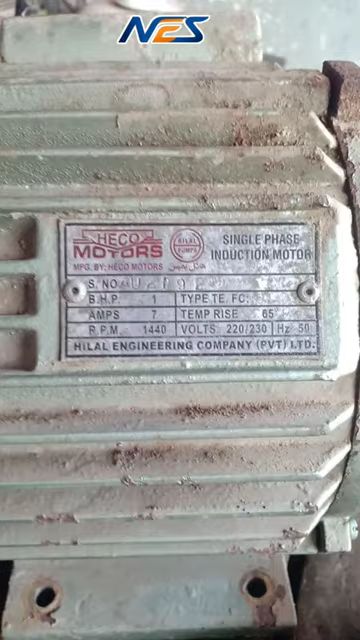 NES
HECO MOTORS
MFG. BY: HECO MOTORS
HILAL PUMPS
SINGLE PHASE
INDUCTION MOTOR
S. NO.
B.H.P. 1 TYPE TE. FC.
AMPS 7 TEMP RISE 65
R.P.M. 1440 VOLTS 220/230 Hz 50
HILAL ENGINEERING COMPANY (PVT) LTD.